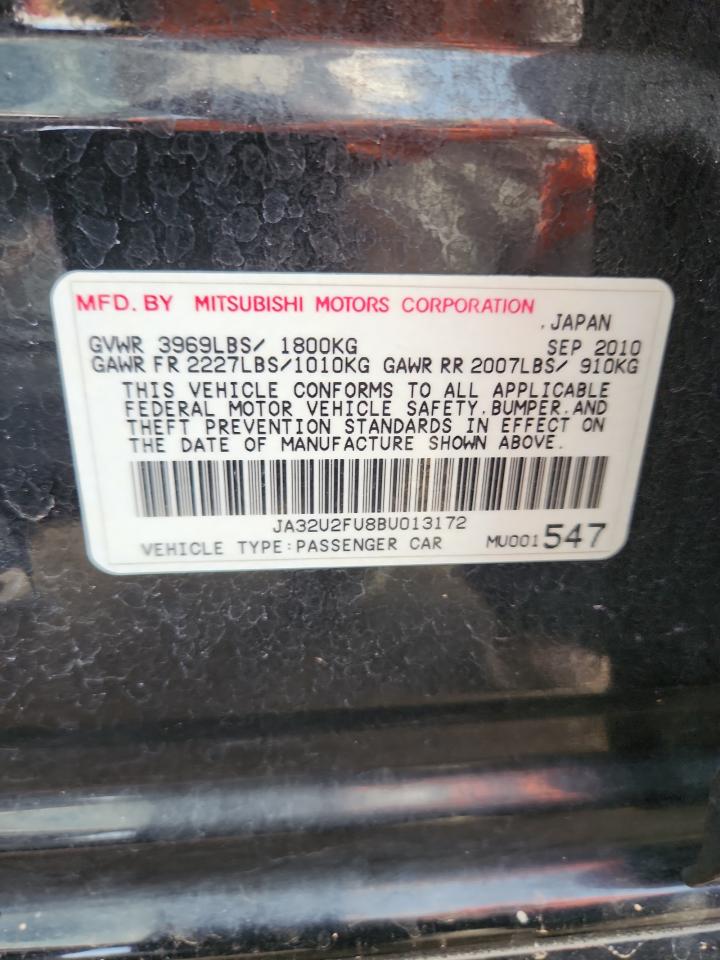 MFD. BY MITSUBISHI MOTORS CORPORATION
,JAPAN
GVWR 3969LBS/ 1800KG SEP 2010
GAWR FR 2227LBS/1010KG GAWR RR 2007LBS/ 910KG
THIS VEHICLE CONFORMS TO ALL APPLICABLE
FEDERAL MOTOR VEHICLE SAFETY,BUMPER,AND
THEFT PREVENTION STANDARDS IN EFFECT ON
THE DATE OF MANUFACTURE SHOWN ABOVE.
JA32U2FU8BU013172
VEHICLE TYPE:PASSENGER CAR MU001547